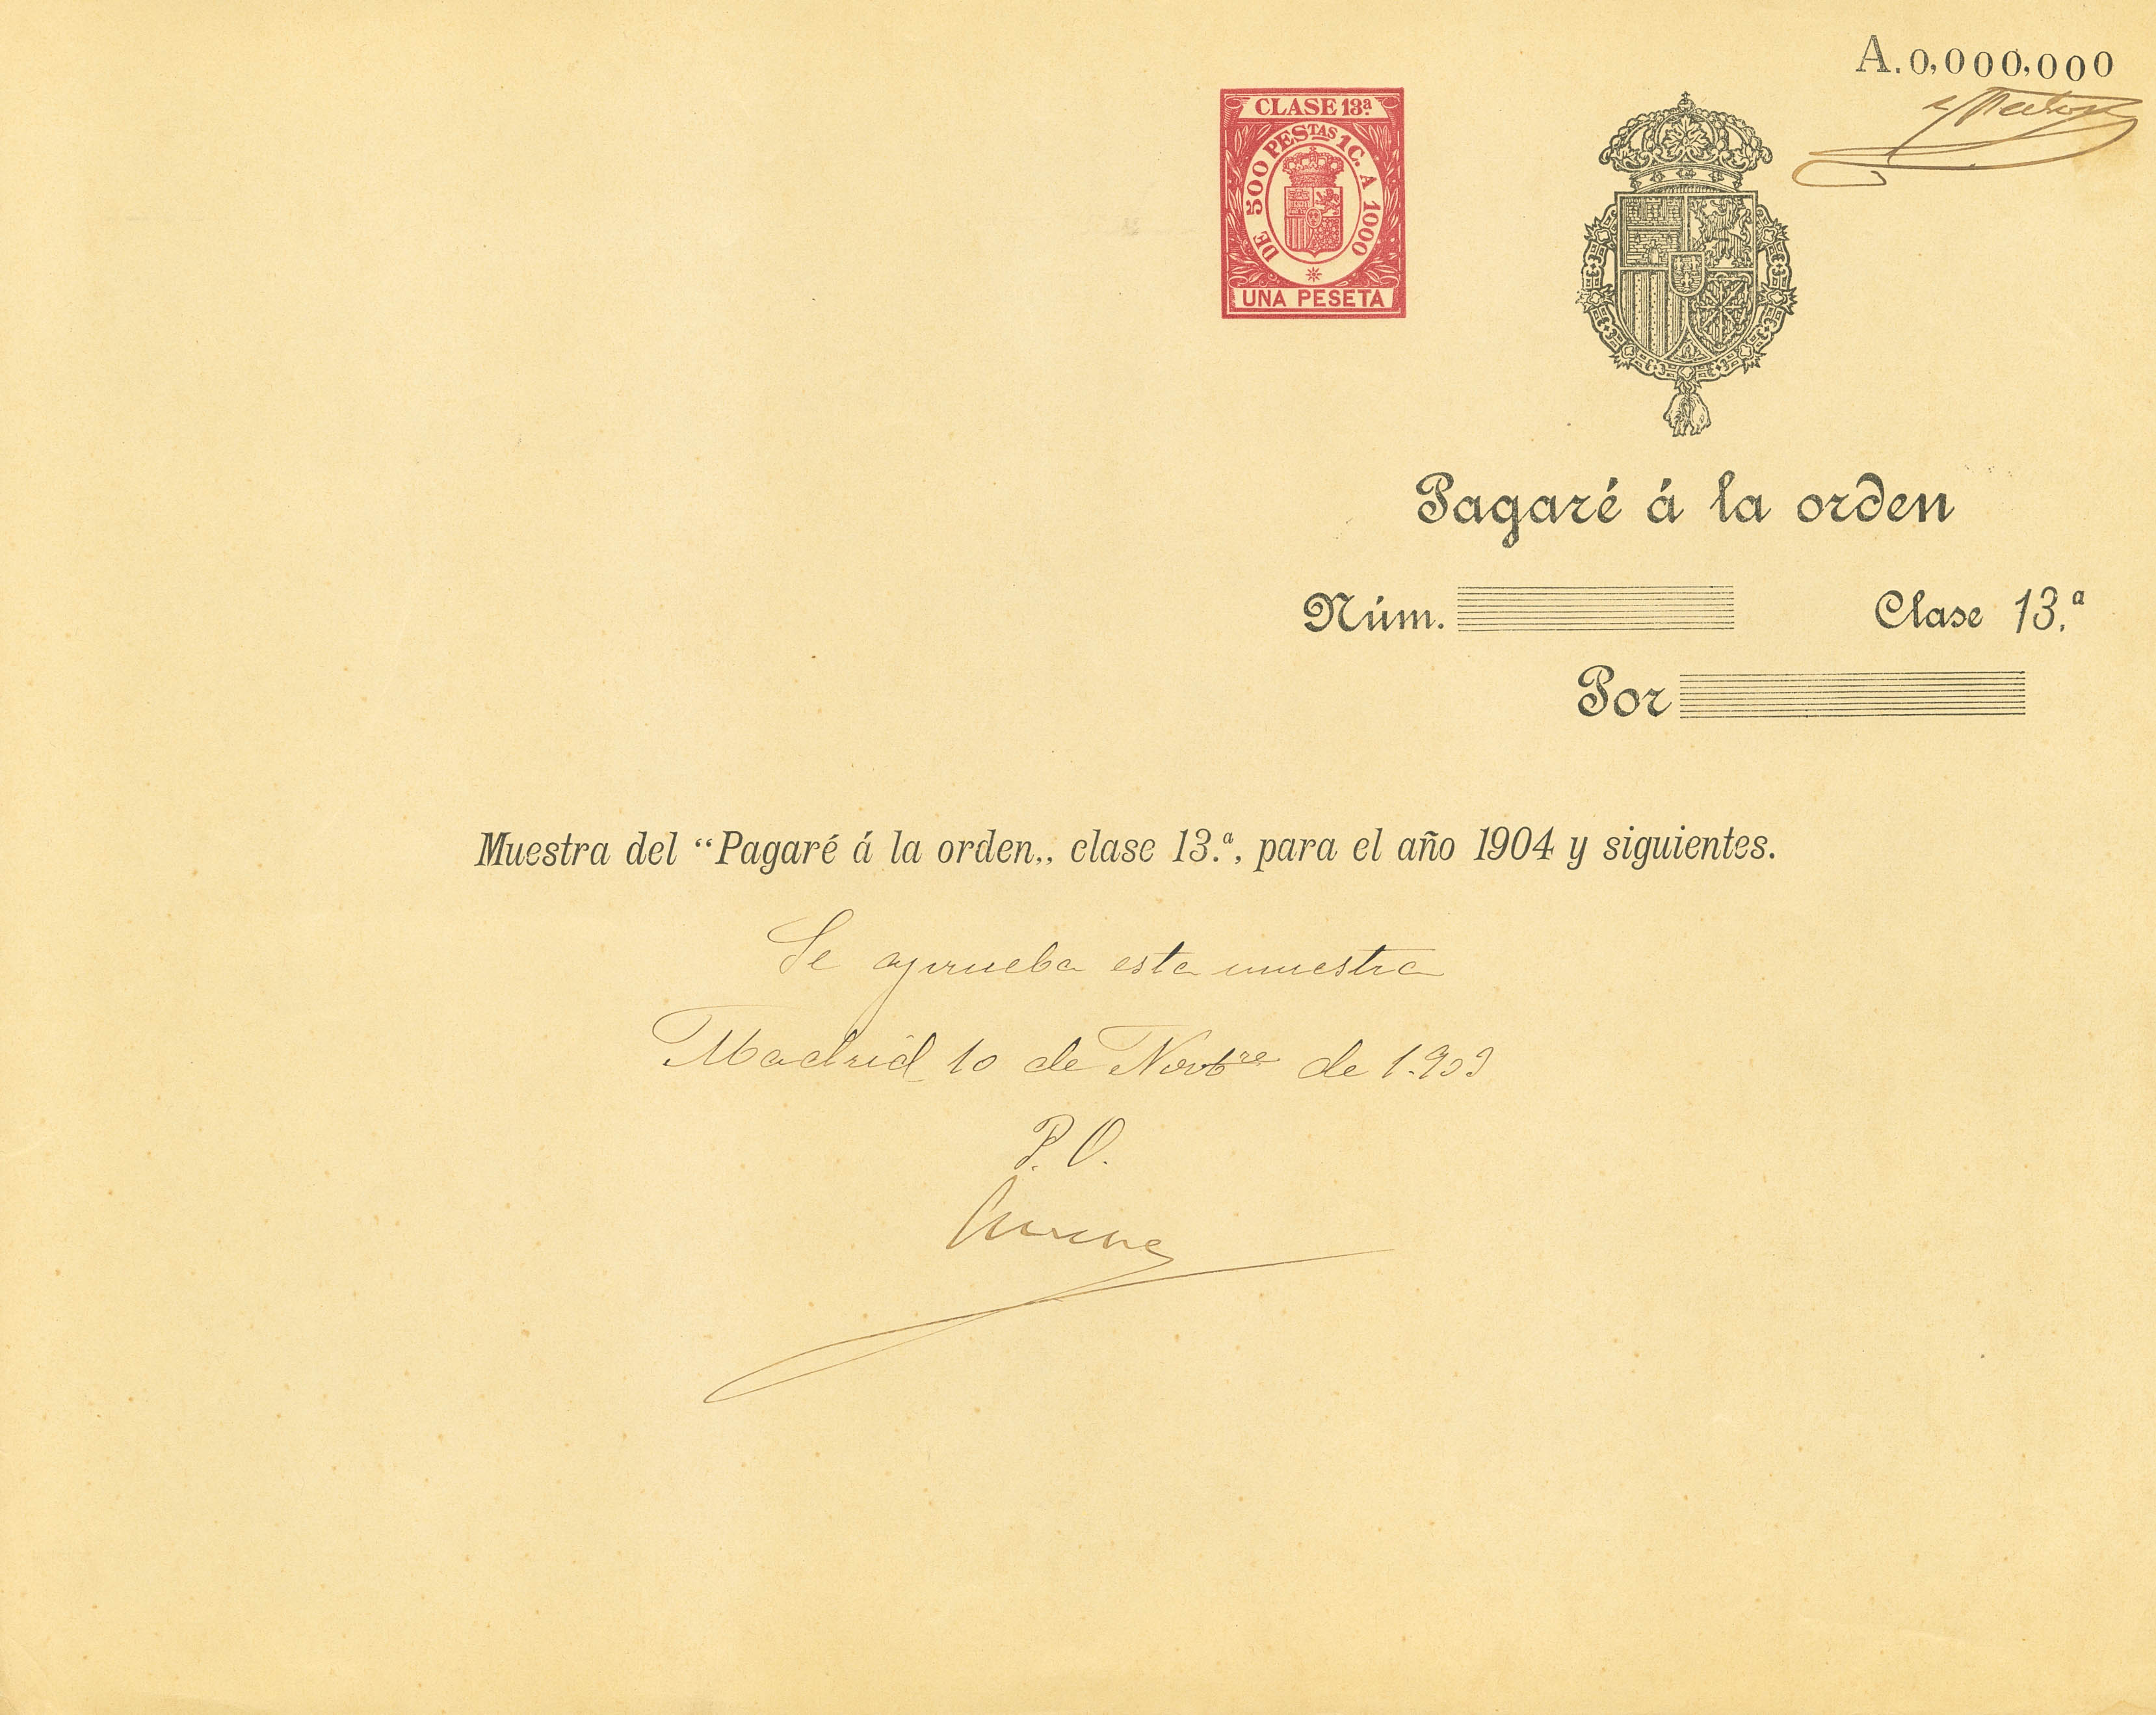 A.0,000,000
CLASE 13ª
DE 500 PESTAS 1 C. A 1000
UNA PESETA
Pagaré á la orden
Núm. Clase 13.ª
Por
Muestra del “Pagaré á la orden,, clase 13.ª, para el año 1904 y siguientes.
Se aprueba esta muestra
Madrid 10 de Novbre de 1.903
P. O.